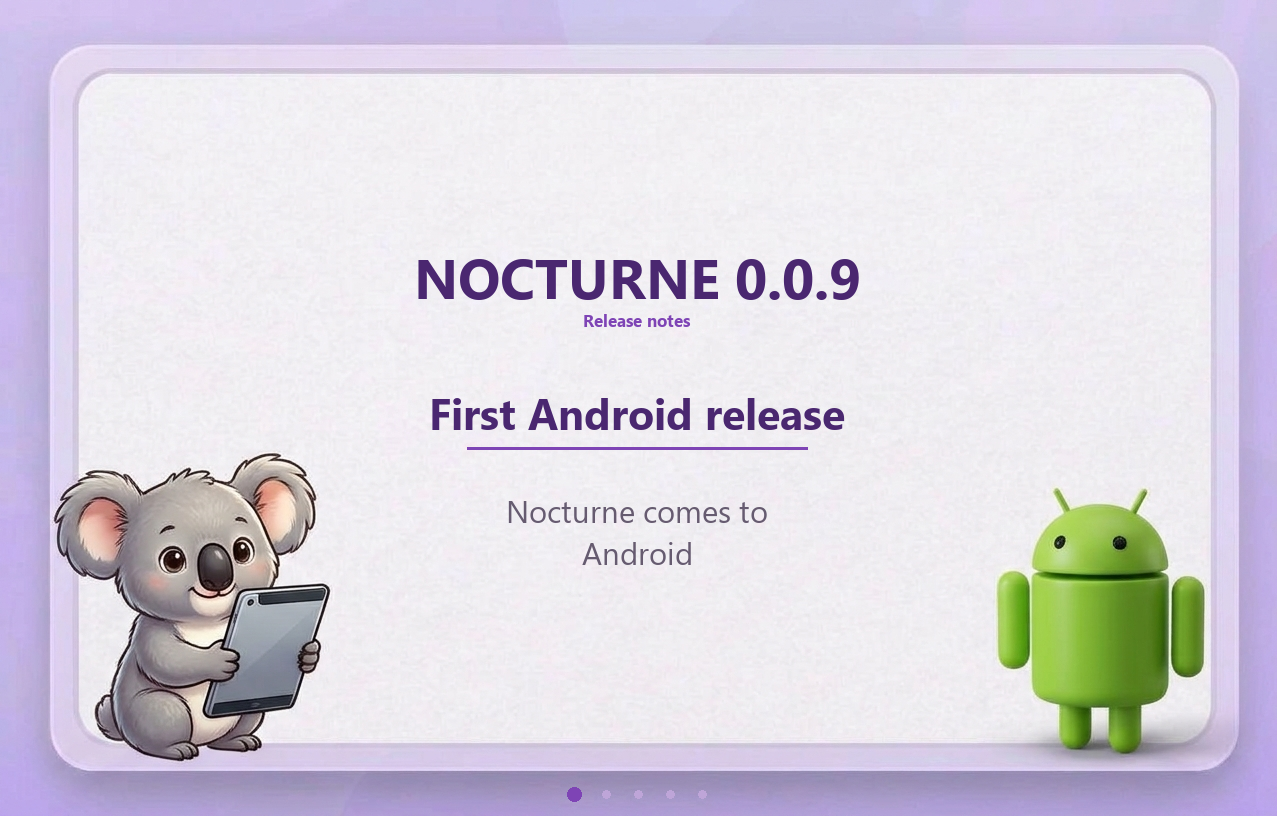 NOCTURNE 0.0.9
Release notes
First Android release
Nocturne comes to
Android